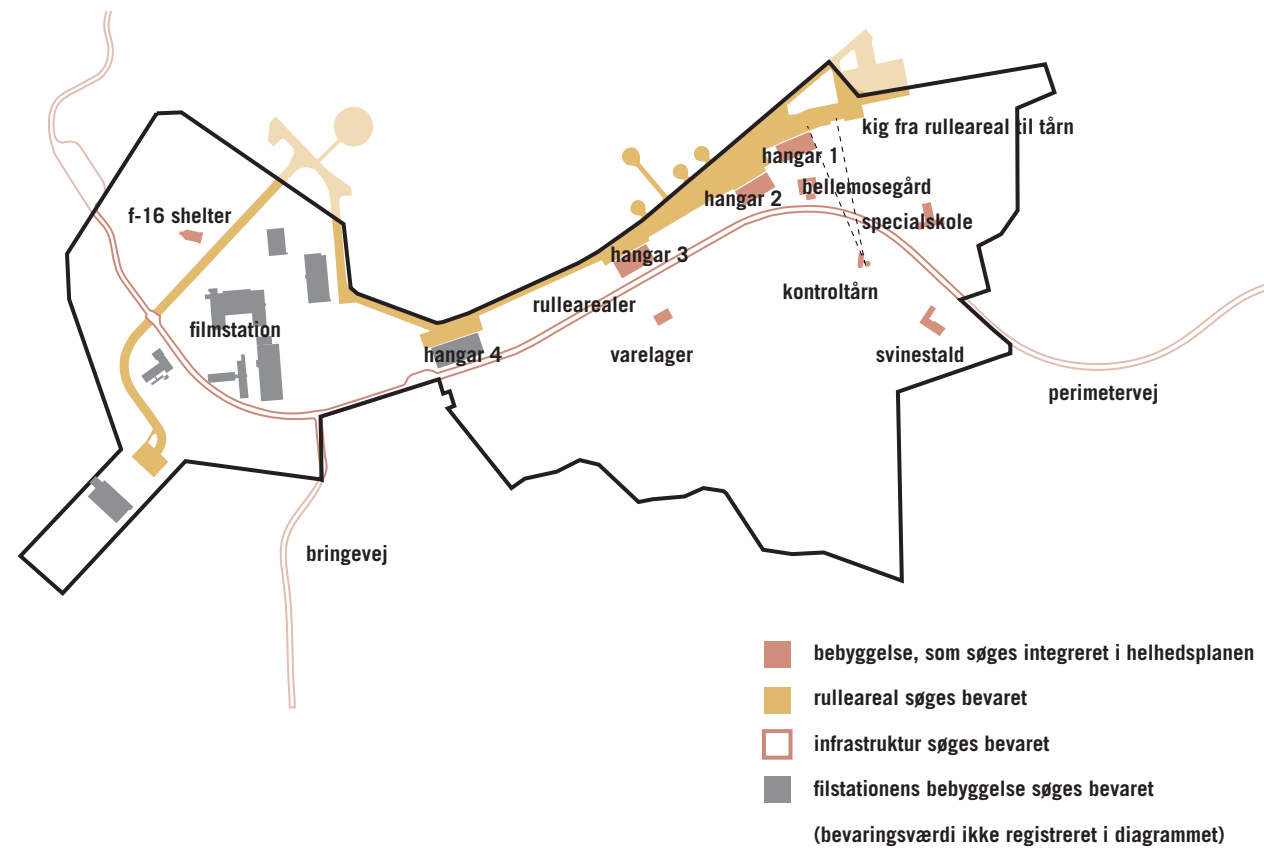 kig fra rulleareal til tårn
hangar 1
bellemosegård
hangar 2
f-16 shelter
specialskole
hangar 3
kontroltårn
rullearealer
filmstation
hangar 4
varelager
svinestald
perimetervej
bringevej
bebyggelse, som søges integreret i helhedsplanen
rulleareal søges bevaret
infrastruktur søges bevaret
filstationens bebyggelse søges bevaret
(bevaringsværdi ikke registreret i diagrammet)